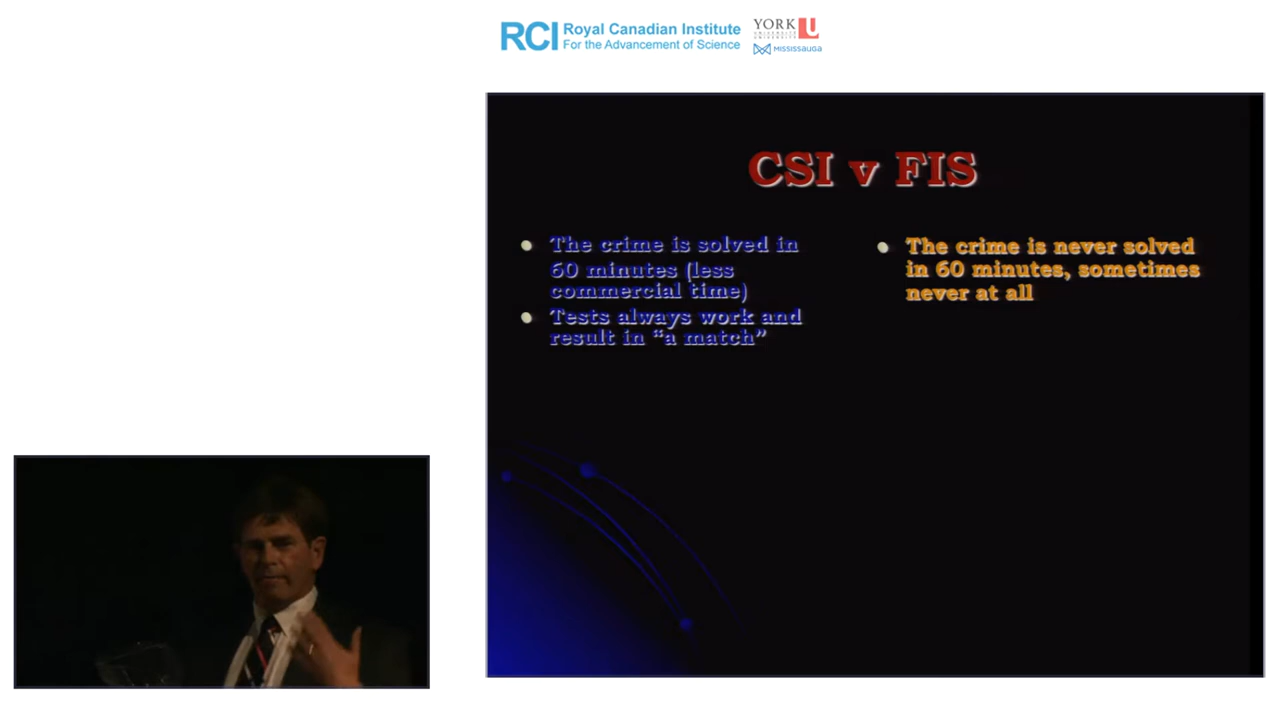 RCI Royal Canadian Institute
For the Advancement of Science
YORK U
UNIVERSITÉ
UNIVERSITY
MISSISSAUGA
CSI v FIS
The crime is solved in
60 minutes (less
commercial time)
Tests always work and
result in “a match”
The crime is never solved
in 60 minutes, sometimes
never at all